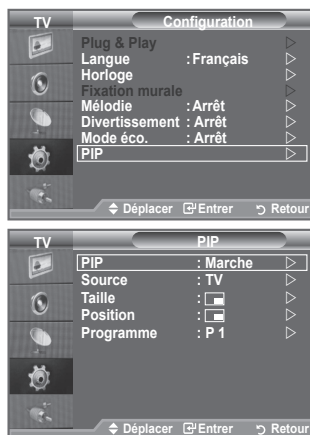 TV Configuration
Plug & Play
Langue : Français
Horloge
Fixation murale
Mélodie : Arrêt
Divertissement : Arrêt
Mode éco. : Arrêt
PIP
Déplacer Entrer Retour
TV PIP
PIP : Marche
Source : TV
Taille :
Position :
Programme : P 1
Déplacer Entrer Retour